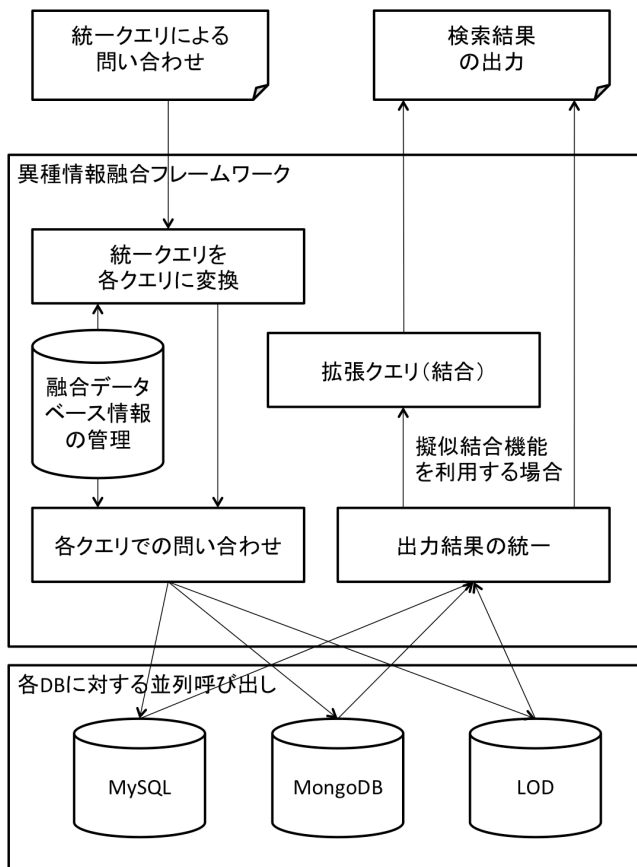 統一クエリによる
問い合わせ
検索結果
の出力
異種情報融合フレームワーク
統一クエリを
各クエリに変換
融合データ
ベース情報
の管理
拡張クエリ(結合)
擬似結合機能
を利用する場合
各クエリでの問い合わせ
出力結果の統一
各DBに対する並列呼び出し
MySQL
MongoDB
LOD